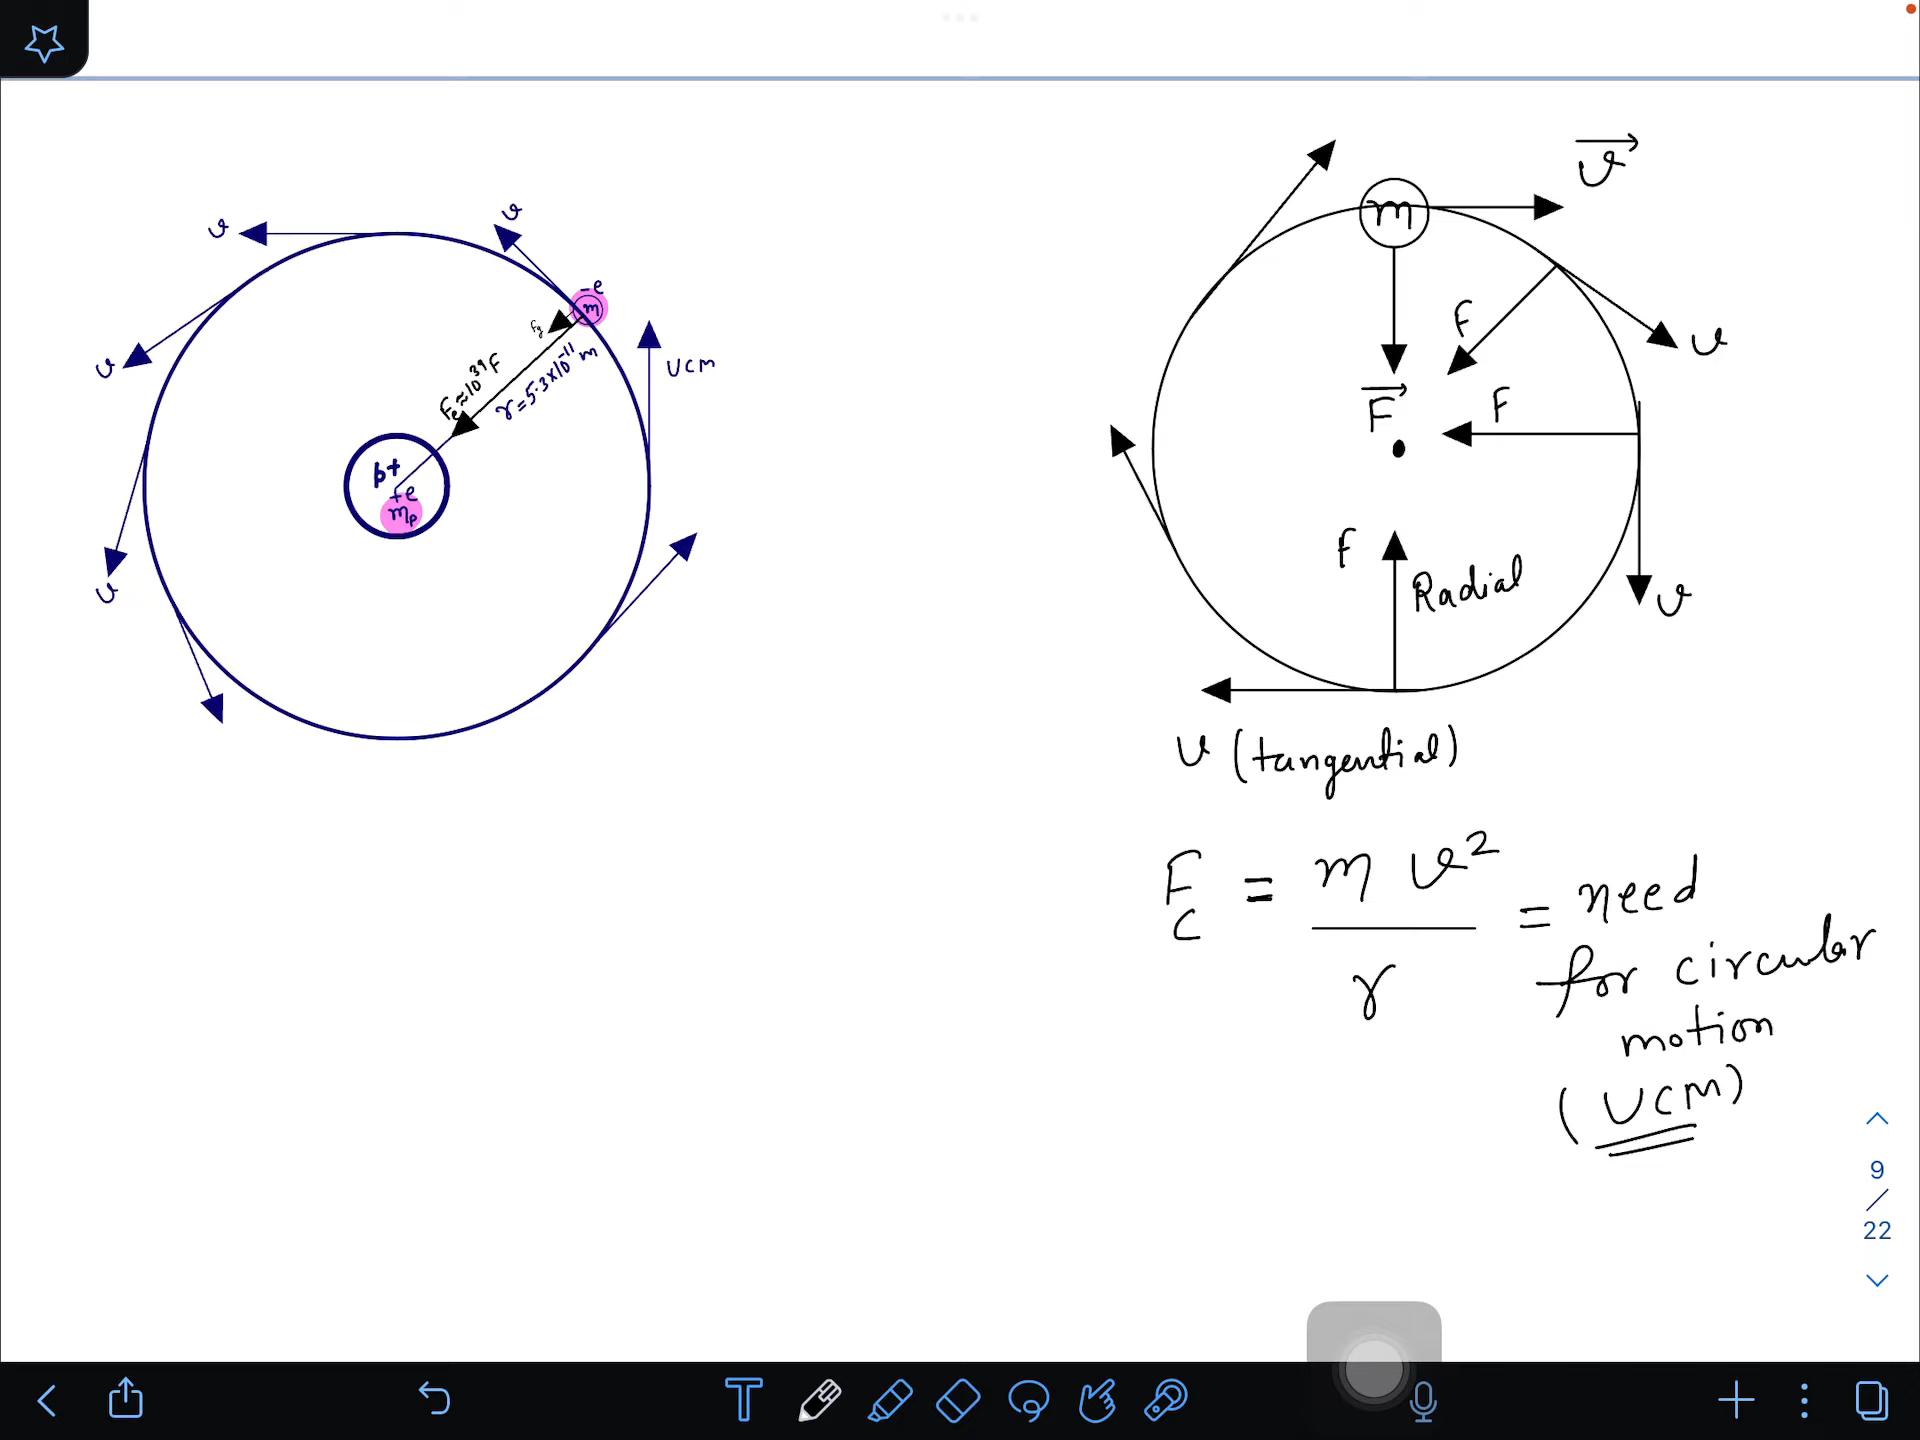 v
v
v
v
-e
m
Fg
Fe≈10³⁹F
r=5.3×10⁻¹¹ m
UCM
p+
+e
mp
v
m
F
F
F
v
v
F
Radial
v (tangential)
Fc = mv²/r = need
for circular
motion
(UCM)
9
/
22
T